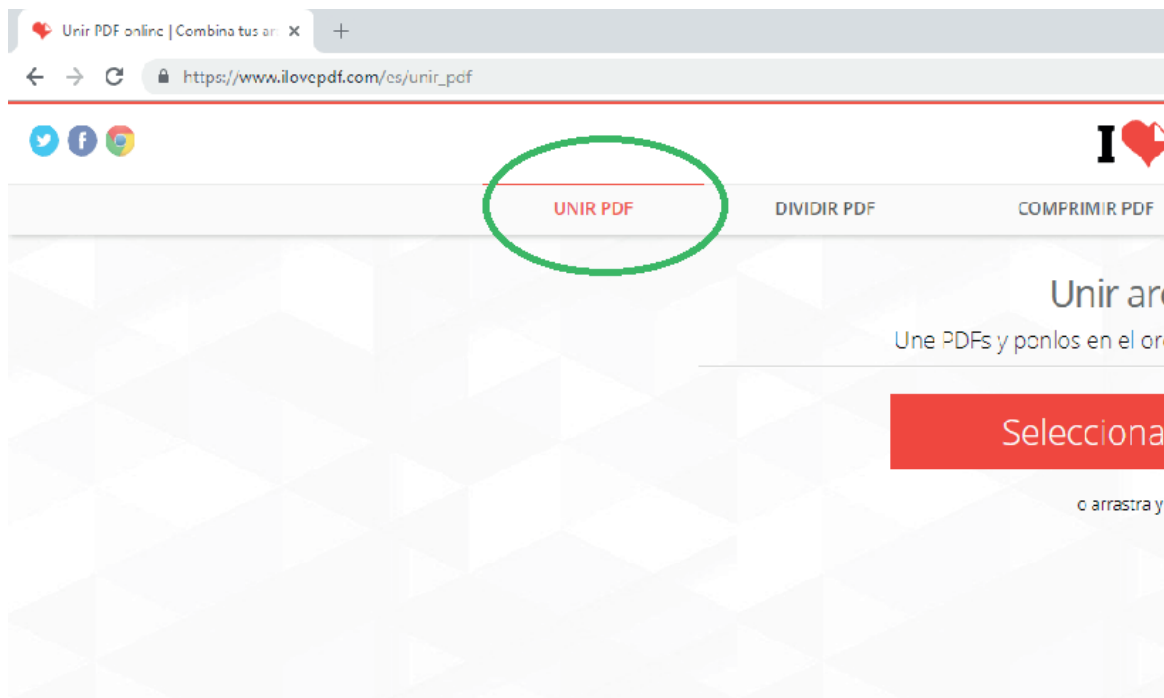 Unir PDF online | Combina tus ar
https://www.ilovepdf.com/es/unir_pdf
I
UNIR PDF DIVIDIR PDF COMPRIMIR PDF
Unir ar
Une PDFs y ponlos en el or
Selecciona
o arrastra y